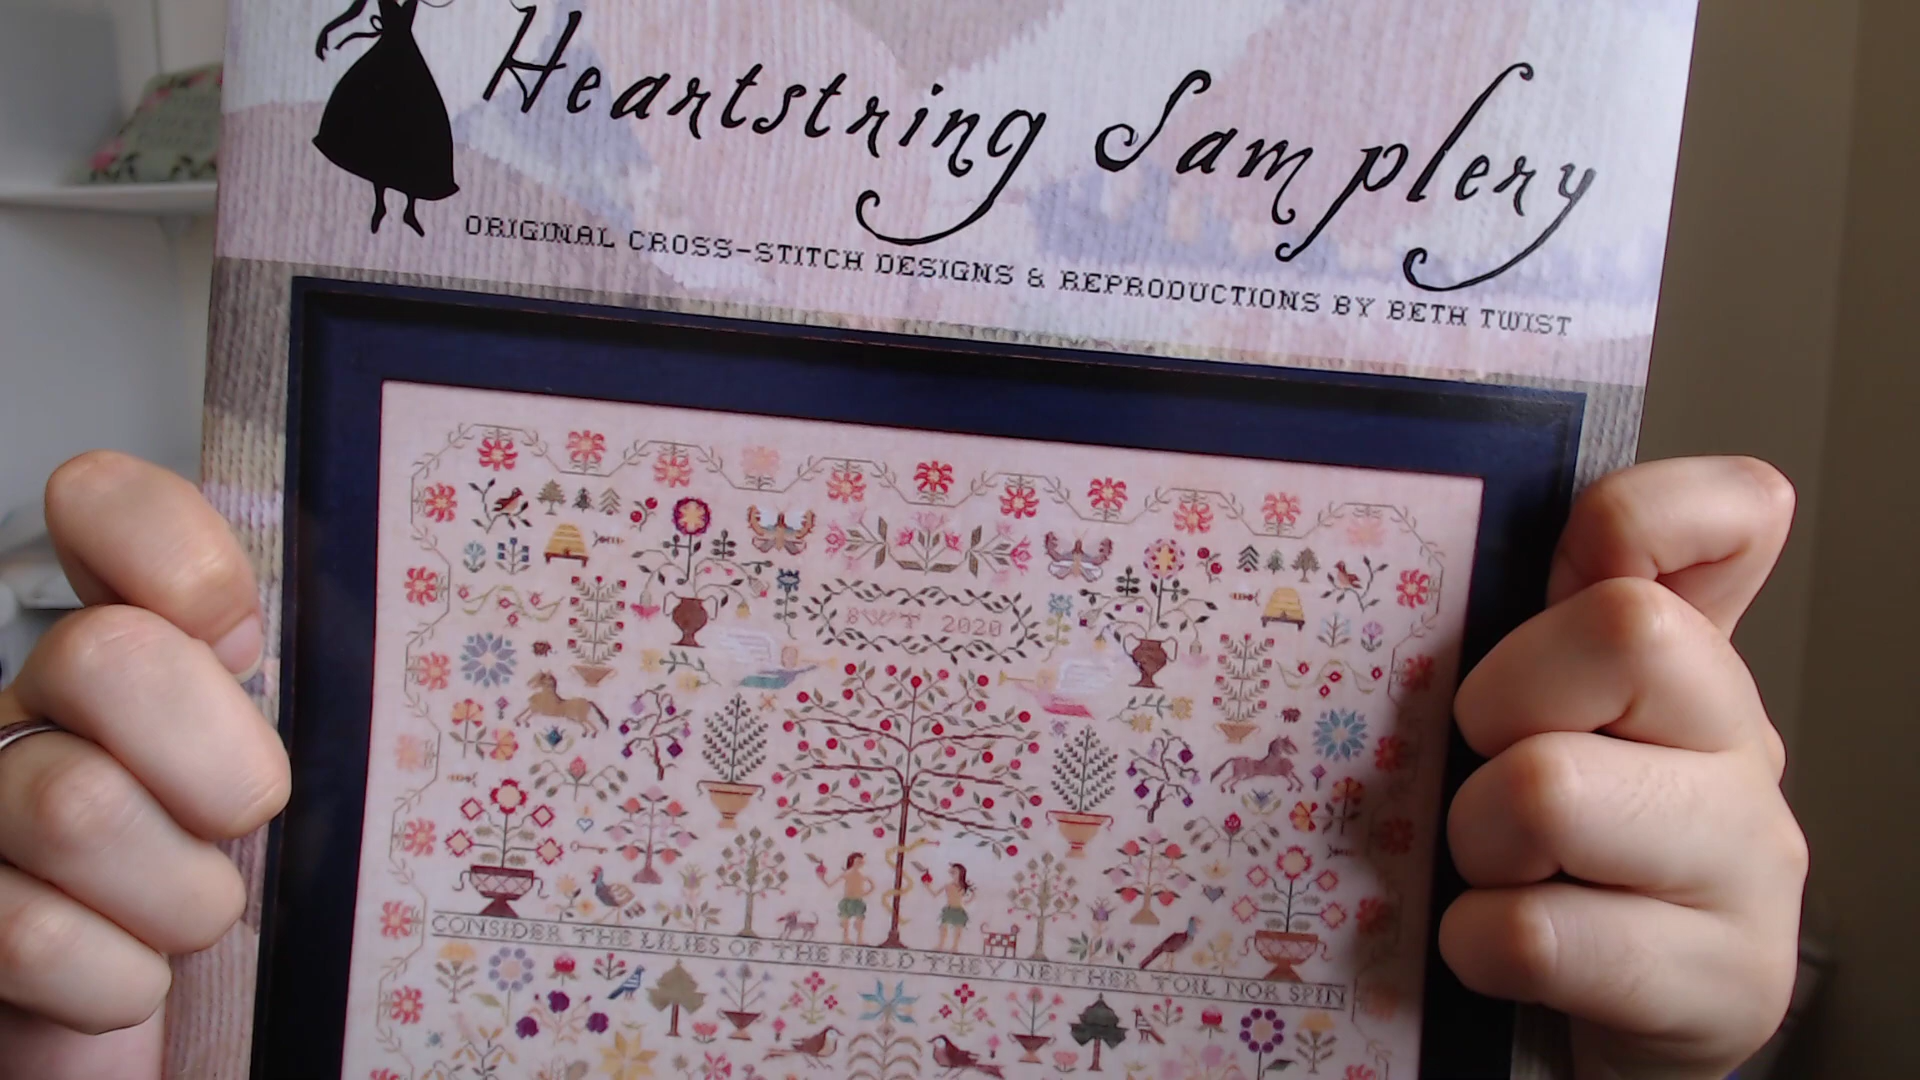 Heartstring Samplery
ORIGINAL CROSS-STITCH DESIGNS & REPRODUCTIONS BY BETH TWIST
BWT 2020
CONSIDER THE LILIES OF THE FIELD THEY NEITHER TOIL NOR SPIN